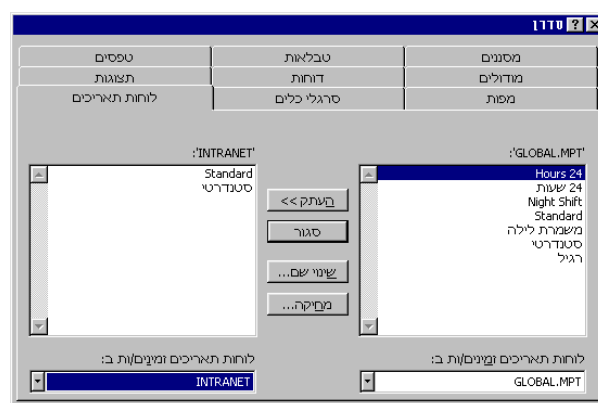 סדרן
מסננים
טבלאות
טפסים
מודולים
דוחות
תצוגות
מפות
סרגלי כלים
לוחות תאריכים
'GLOBAL.MPT':
Hours 24
24 שעות
Night Shift
Standard
משמרת לילה
סטנדרטי
רגיל
העתק >>
סגור
שינוי שם...
מחיקה...
'INTRANET':
Standard
סטנדרטי
לוחות תאריכים זמינים/ות ב:
GLOBAL.MPT
לוחות תאריכים זמינים/ות ב:
INTRANET